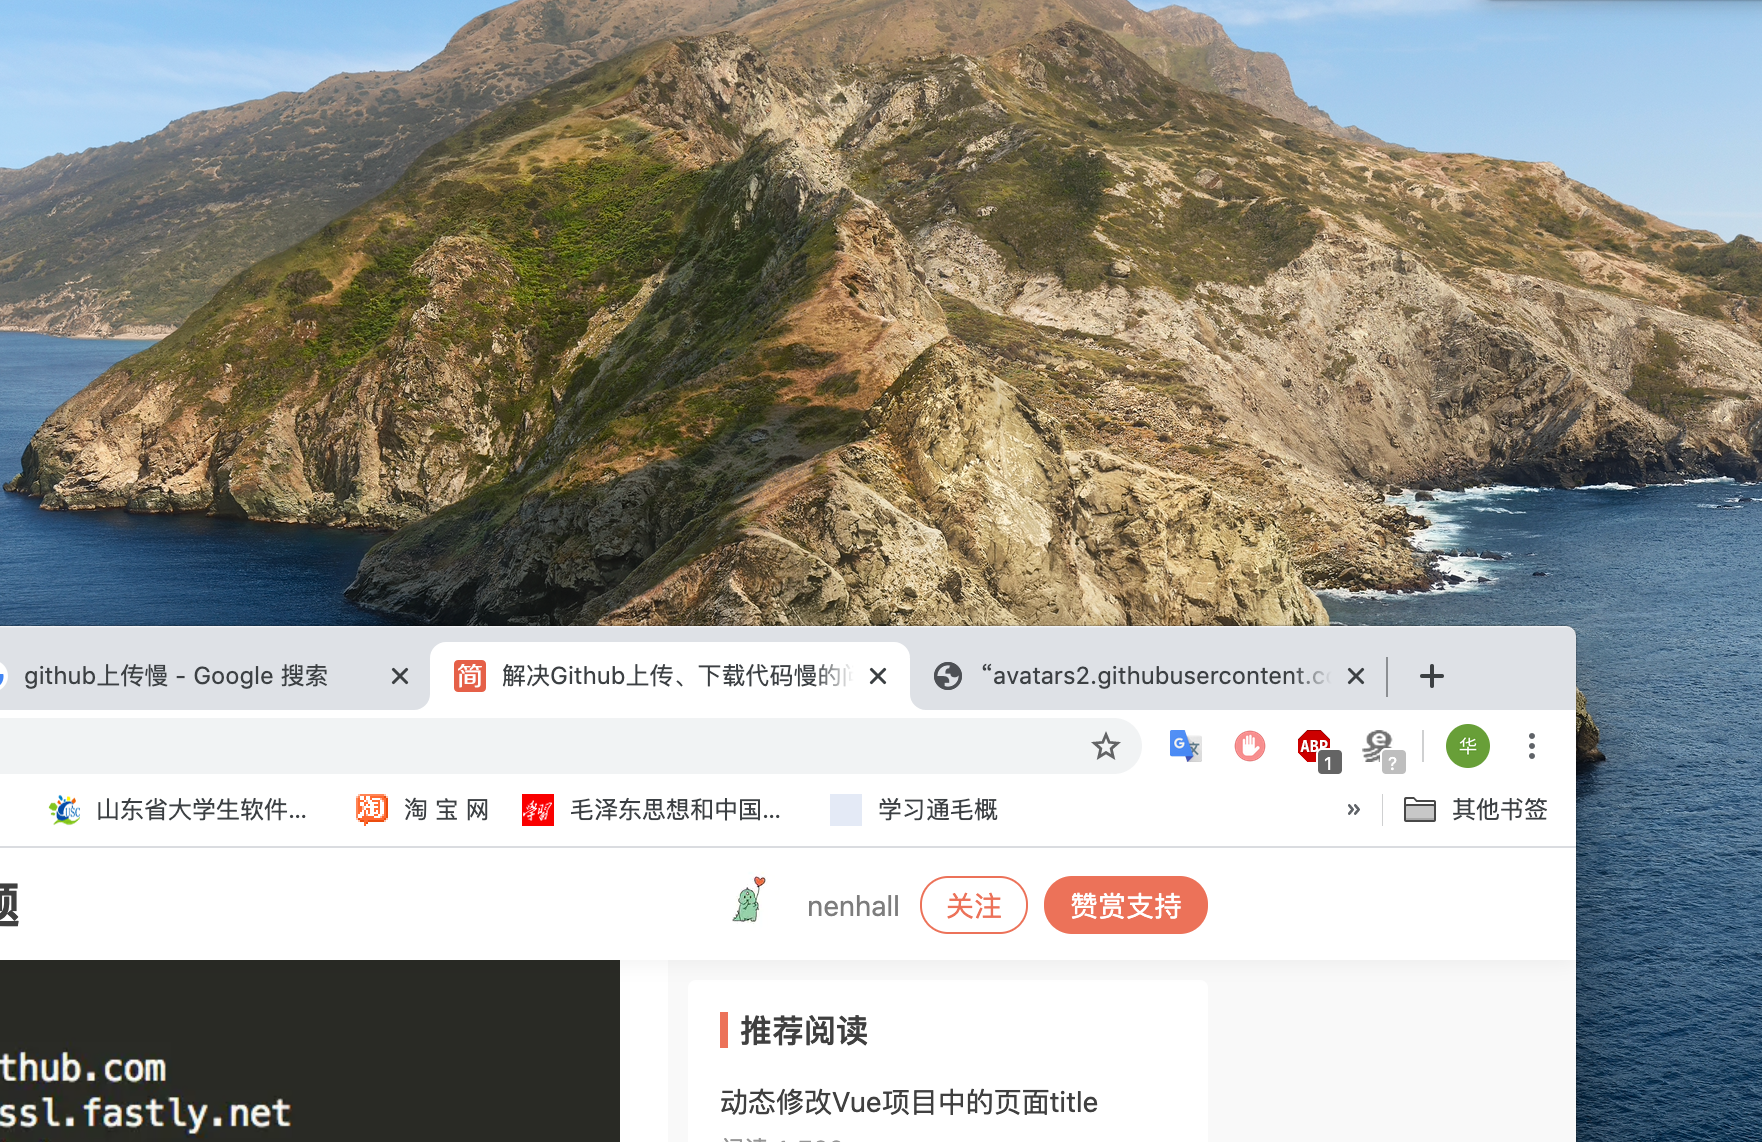 github上传慢 - Google 搜索
简
解决Github上传、下载代码慢的
“avatars2.githubusercontent.c
G 文
ABP
1
?
华
山东省大学生软件...
淘
淘 宝 网
学习
毛泽东思想和中国...
学习通毛概
»
其他书签
题
nenhall
关注
赞赏支持
推荐阅读
thub.com
ssl.fastly.net
动态修改Vue项目中的页面title